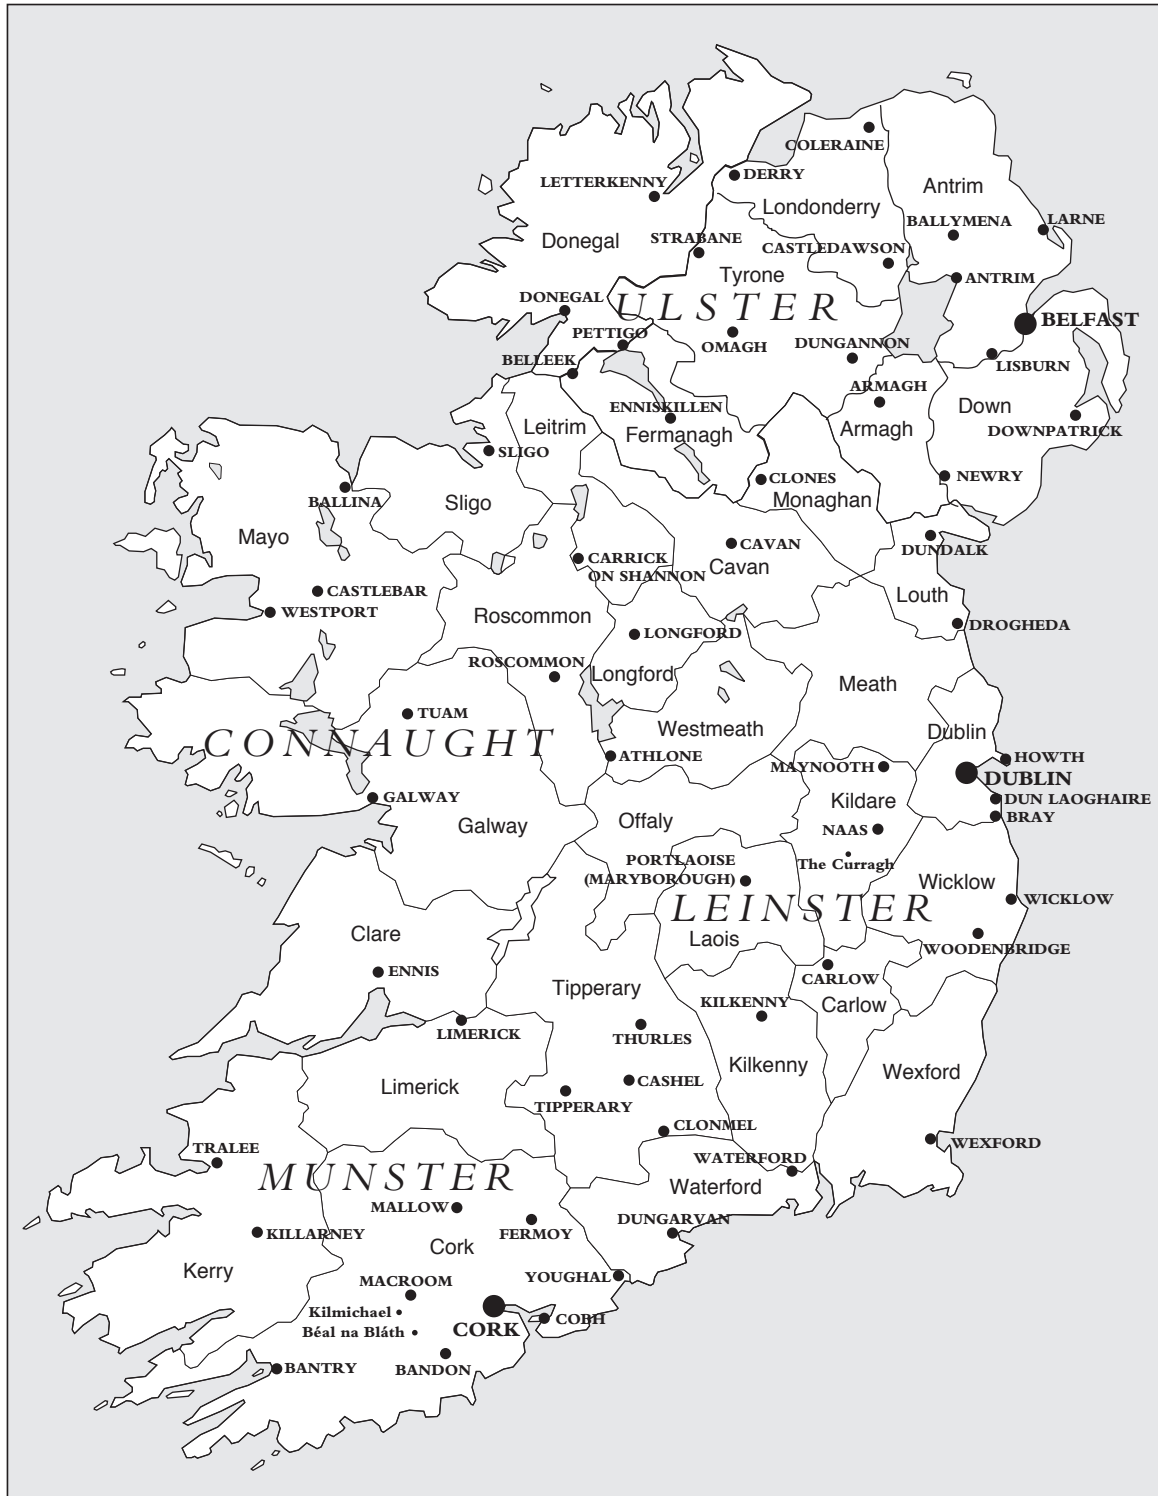 COLERAINE
LETTERKENNY
DERRY
Antrim
Londonderry
BALLYMENA
LARNE
Donegal
STRABANE
CASTLEDAWSON
Tyrone
ANTRIM
DONEGAL
ULSTER
BELFAST
PETTIGO
OMAGH
DUNGANNON
BELLEEK
LISBURN
ARMAGH
ENNISKILLEN
Down
Leitrim
Fermanagh
Armagh
DOWNPATRICK
SLIGO
CLONES
NEWRY
BALLINA
Sligo
Monaghan
Mayo
CAVAN
DUNDALK
CARRICK
ON SHANNON
Cavan
CASTLEBAR
Louth
WESTPORT
Roscommon
LONGFORD
DROGHEDA
ROSCOMMON
Longford
Meath
TUAM
Westmeath
Dublin
CONNAUGHT
ATHLONE
MAYNOOTH
HOWTH
DUBLIN
GALWAY
Kildare
DUN LAOGHAIRE
BRAY
Galway
Offaly
NAAS
PORTLAOISE
(MARYBOROUGH)
The Curragh
Wicklow
LEINSTER
WICKLOW
Clare
Laois
WOODENBRIDGE
ENNIS
CARLOW
Tipperary
KILKENNY
Carlow
LIMERICK
THURLES
Kilkenny
Wexford
Limerick
CASHEL
TIPPERARY
CLONMEL
WEXFORD
TRALEE
WATERFORD
MUNSTER
Waterford
MALLOW
DUNGARVAN
KILLARNEY
FERMOY
Cork
Kerry
YOUGHAL
MACROOM
Kilmichael
COBH
CORK
Béal na Bláth
BANTRY
BANDON